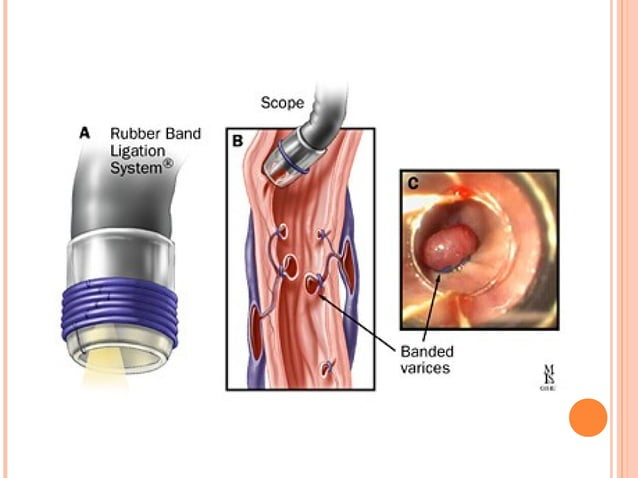 A Rubber Band
Ligation
System®
Scope
B
C
Banded
varices